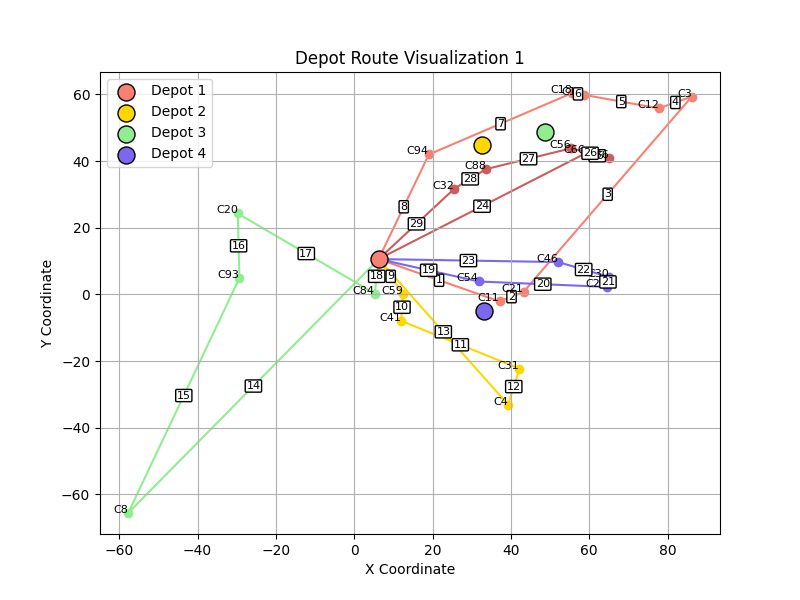 Depot Route Visualization 1
Depot 1
Depot 2
Depot 3
Depot 4
Y Coordinate
60
40
20
0
−20
−40
−60
C18
6
5
C12
4
C3
7
C94
C56
26
27
C88
28
C32
3
8
24
29
C20
16
17
23
C46
22
C30
21
C93
18
9
19
1
C54
20
C84
C59
C21
C11
2
10
C41
13
11
C31
12
C4
14
15
C8
−60
−40
−20
0
20
40
60
80
X Coordinate